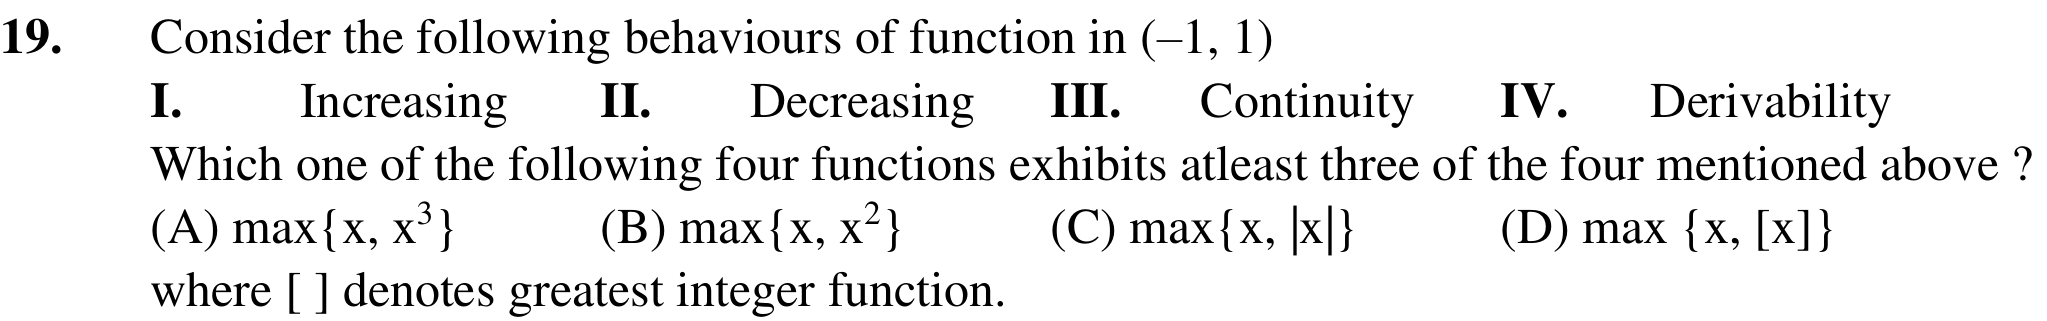 19. Consider the following behaviours of function in (–1, 1)
I. Increasing II. Decreasing III. Continuity IV. Derivability
Which one of the following four functions exhibits atleast three of the four mentioned above ?
(A) max{x, x³} (B) max{x, x²} (C) max{x, |x|} (D) max {x, [x]}
where [ ] denotes greatest integer function.